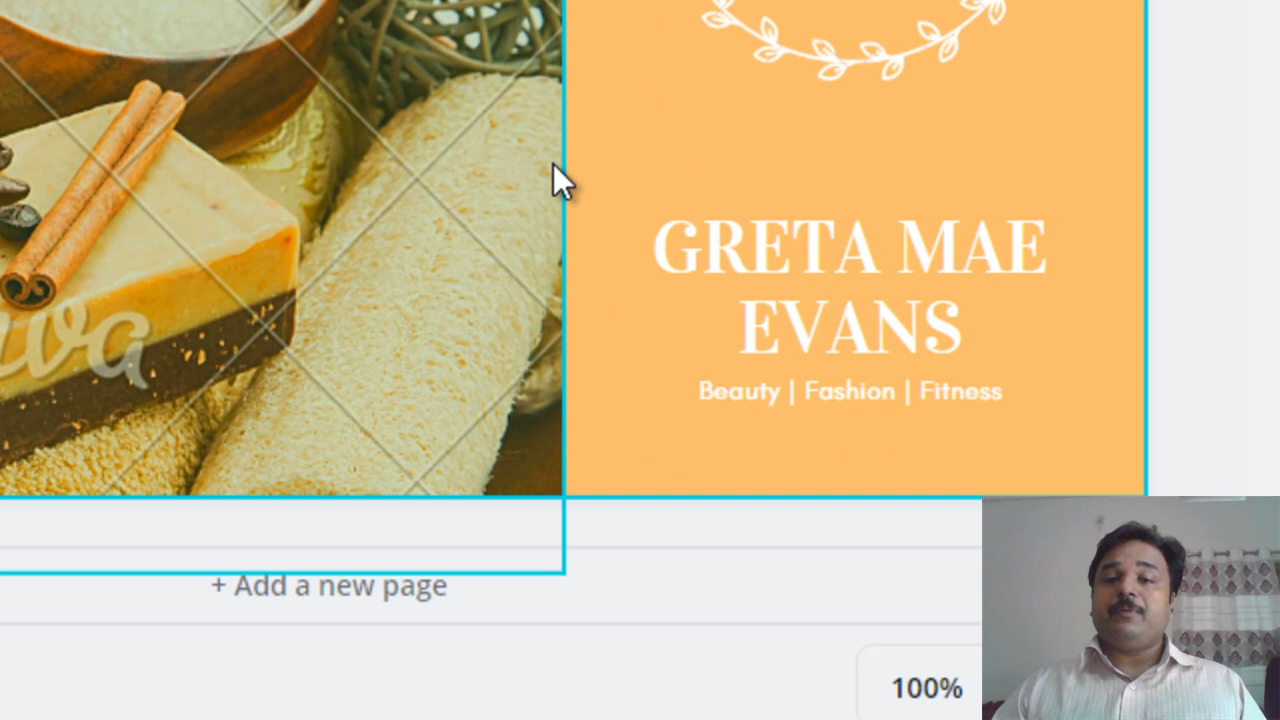 GRETA MAE
EVANS
Beauty | Fashion | Fitness
+ Add a new page
100%